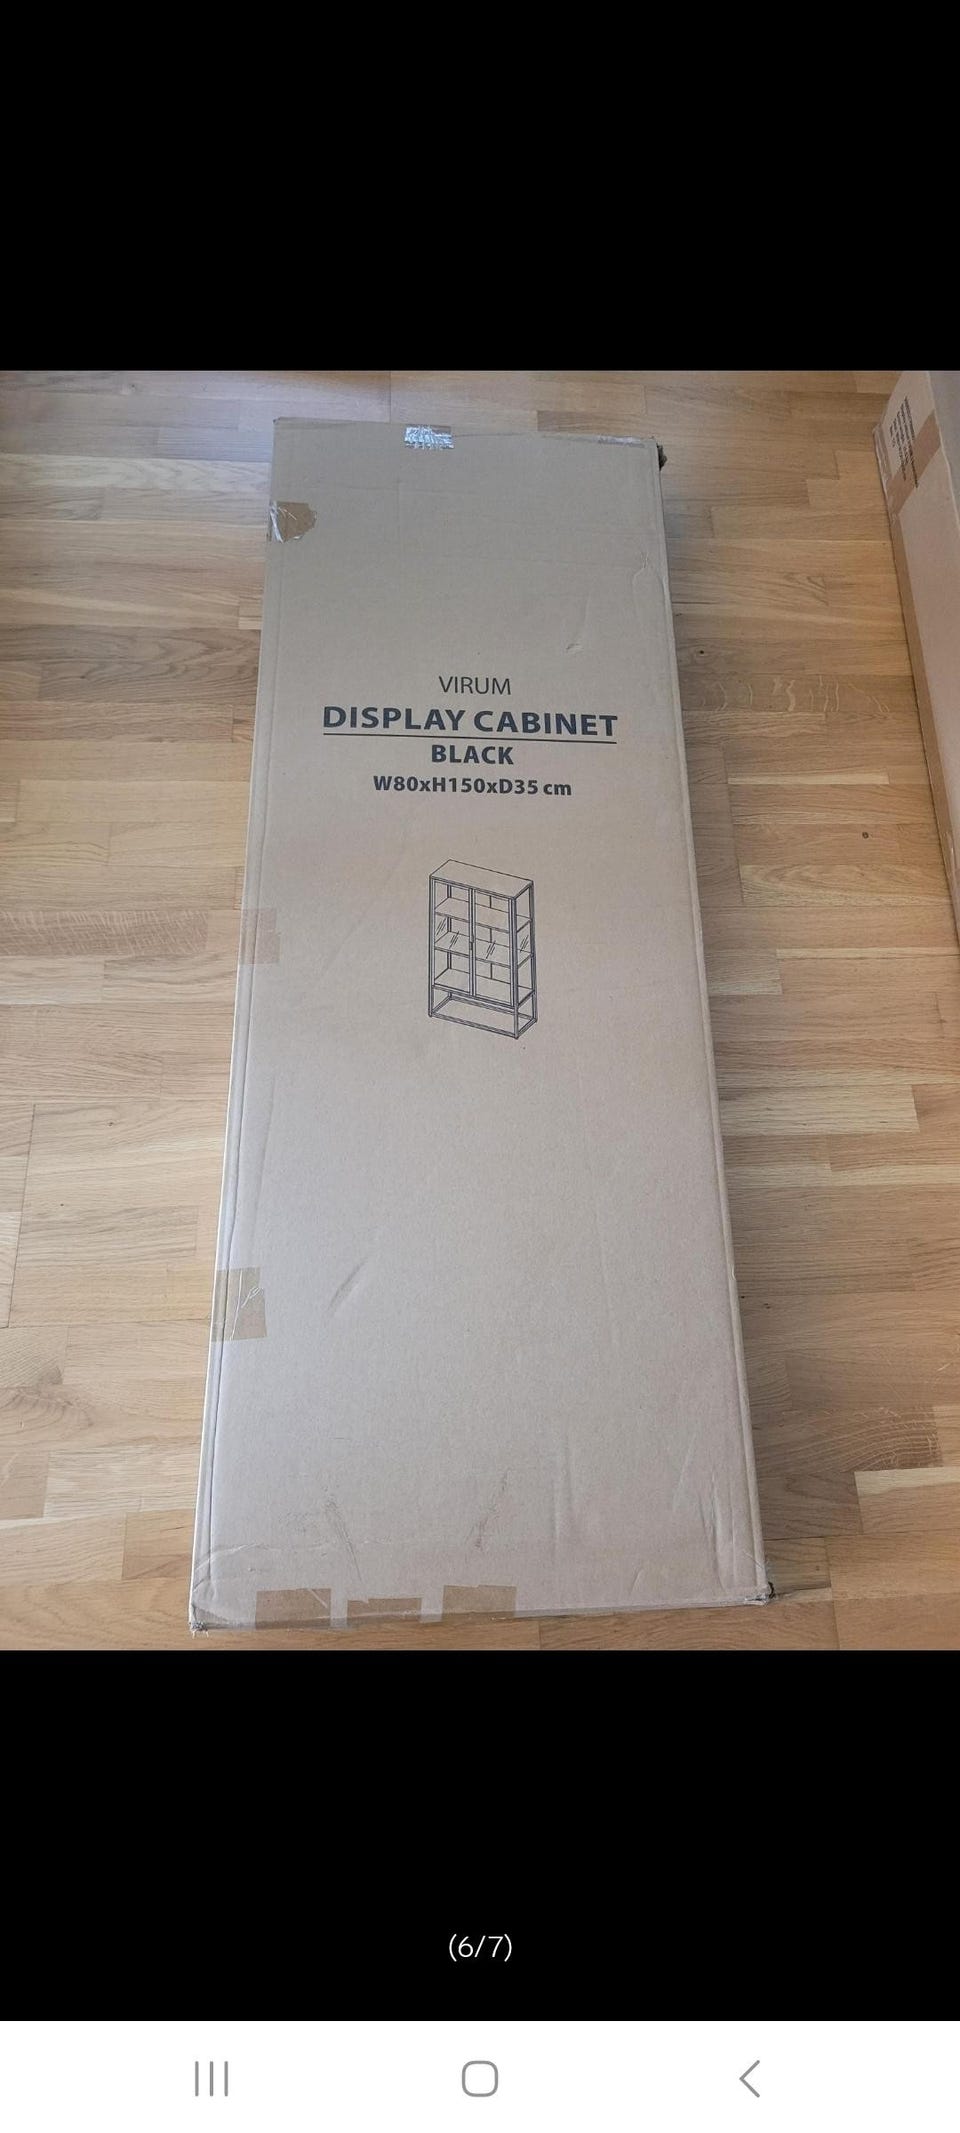 VIRUM
DISPLAY CABINET
BLACK
W80xH150xD35 cm
(6/7)